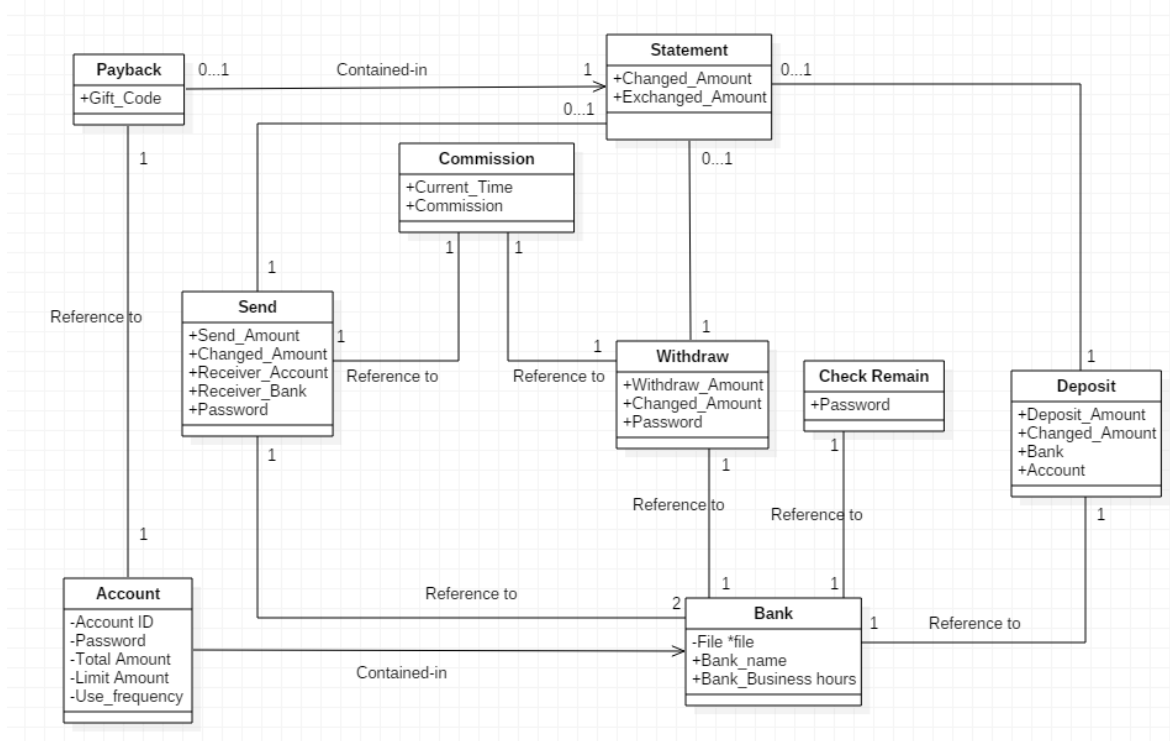 Payback
+Gift_Code
0...1
Contained-in
1
Statement
+Changed_Amount
+Exchanged_Amount
0...1
0...1
0...1
1
Commission
+Current_Time
+Commission
1
1
1
Reference to
Send
+Send_Amount
+Changed_Amount
+Receiver_Account
+Receiver_Bank
+Password
1
Reference to
1
Reference to
1
Withdraw
+Withdraw_Amount
+Changed_Amount
+Password
Check Remain
+Password
1
Deposit
+Deposit_Amount
+Changed_Amount
+Bank
+Account
1
1
Reference to
1
Reference to
1
1
Account
-Account ID
-Password
-Total Amount
-Limit Amount
-Use_frequency
Reference to
2
1
1
Bank
-File *file
+Bank_name
+Bank_Business hours
1
Reference to
Contained-in